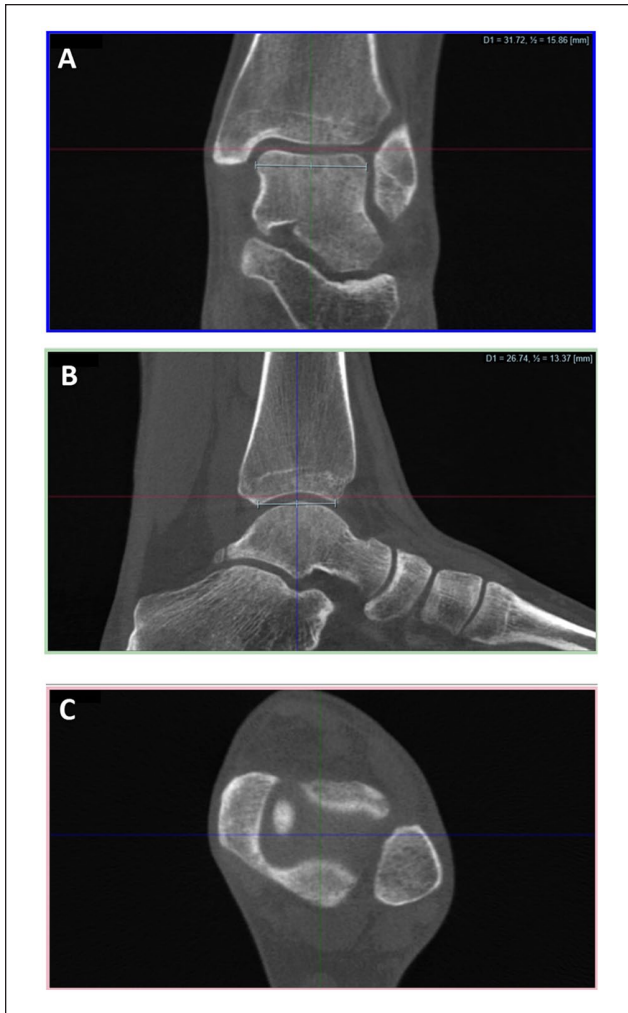 A
D1 = 31.72, ½ = 15.86 [mm]
B
D1 = 26.74, ½ = 13.37 [mm]
C